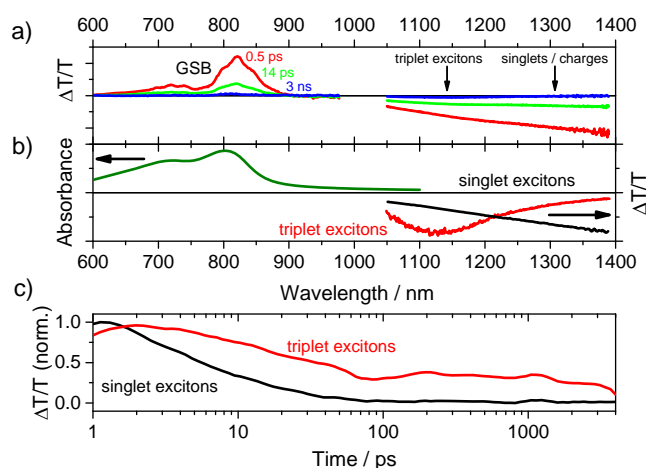 a)
600 700 800 900 1000 1100 1200 1300 1400
ΔT/T
GSB
0.5 ps
14 ps
3 ns
triplet excitons
singlets / charges
b)
Absorbance
singlet excitons
triplet excitons
ΔT/T
600 700 800 900 1000 1100 1200 1300 1400
Wavelength / nm
c)
ΔT/T (norm.)
1.0
0.5
0.0
triplet excitons
singlet excitons
1 10 100 1000
Time / ps